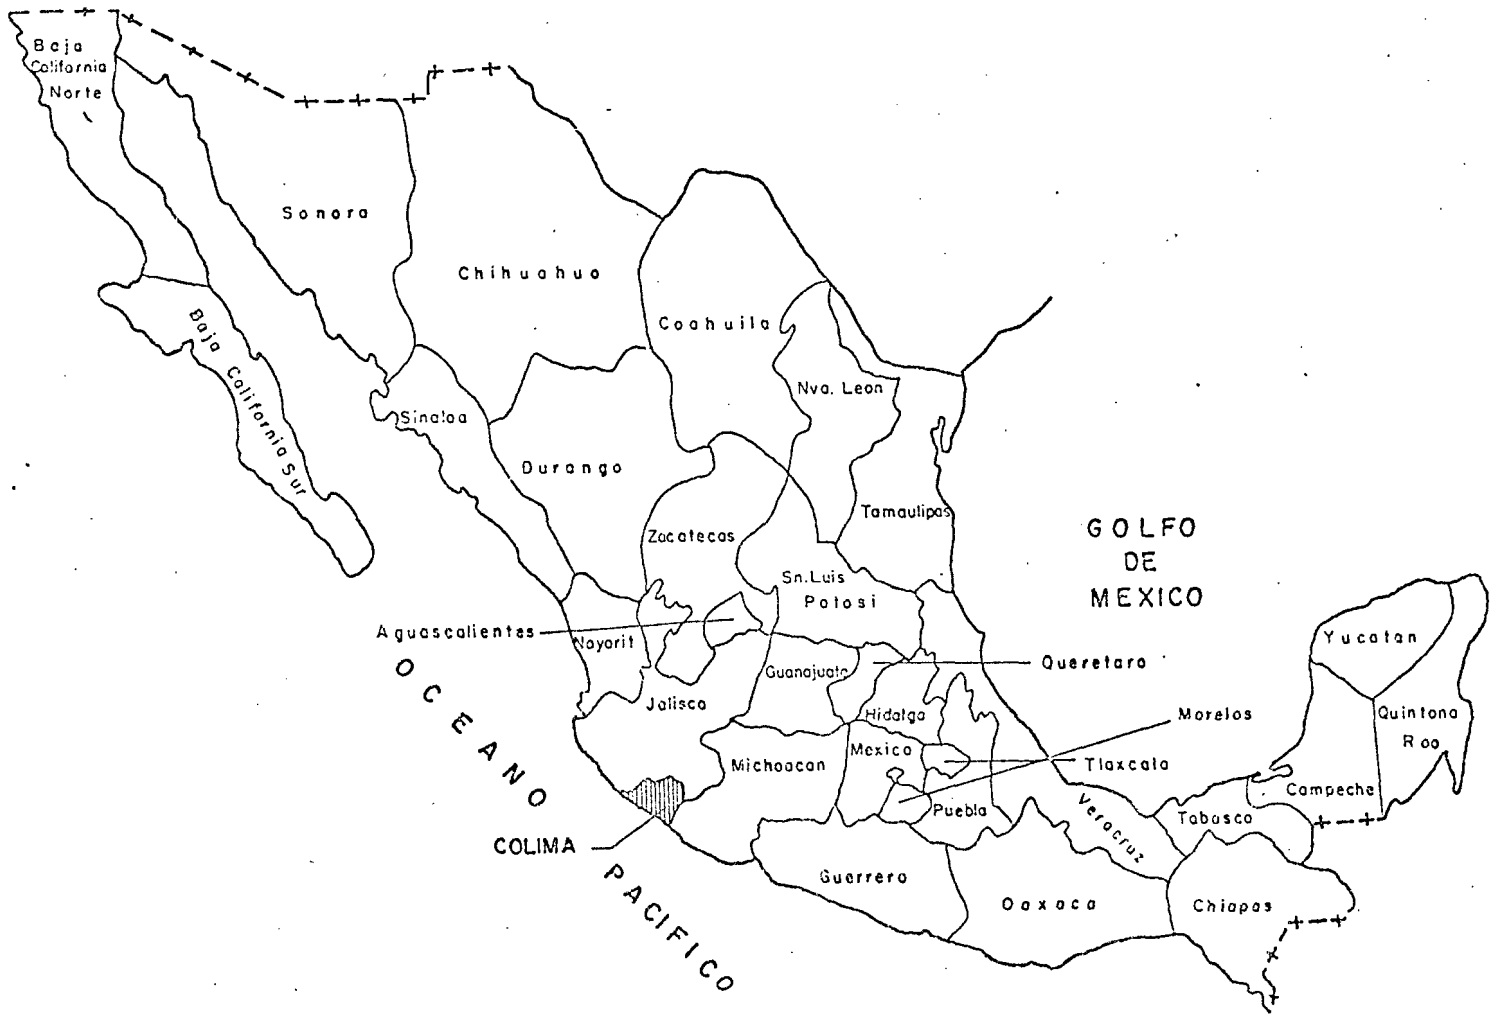 Baja
California
Norte
Sonora
Chihuahua
Coahuila
Baja California Sur
Nva. Leon
Sinaloa
Durango
Tamaulipas
GOLFO
DE
MEXICO
Zacatecas
Sn. Luis
Potosi
Aguascalientes
Nayarit
Yucatan
Guanajuato
Queretaro
Jalisco
Hidalgo
Morelos
Quintana
Roo
Mexico
Michoacan
Tlaxcala
Campeche
Puebla
Veracruz
Tabasco
COLIMA
OCEANO PACIFICO
Guerrero
Oaxaca
Chiapas